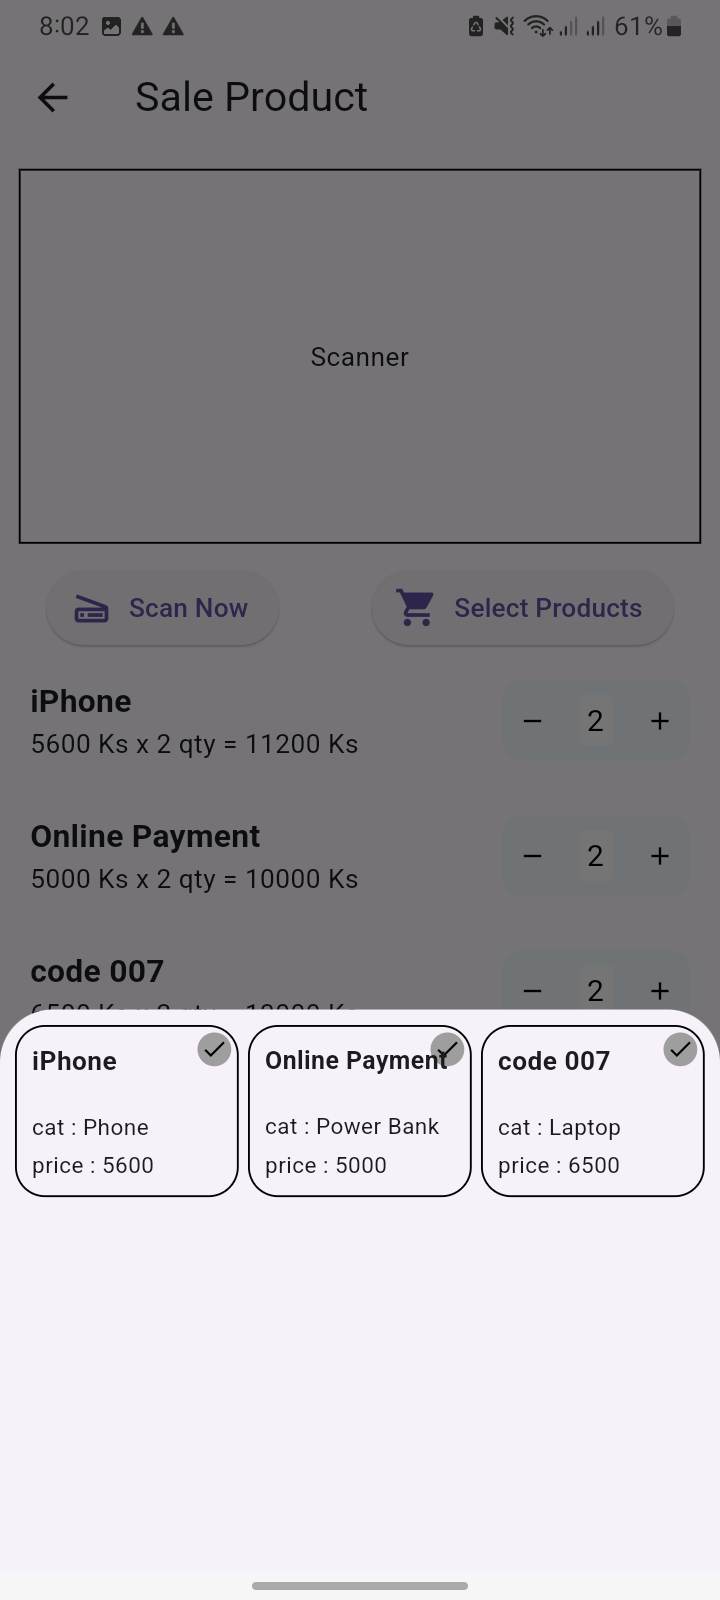 8:02 61%
Sale Product
Scanner
Scan Now Select Products
iPhone
5600 Ks x 2 qty = 11200 Ks
− 2 +
Online Payment
5000 Ks x 2 qty = 10000 Ks
− 2 +
code 007
− 2 +
iPhone
cat : Phone
price : 5600
Online Payment
cat : Power Bank
price : 5000
code 007
cat : Laptop
price : 6500